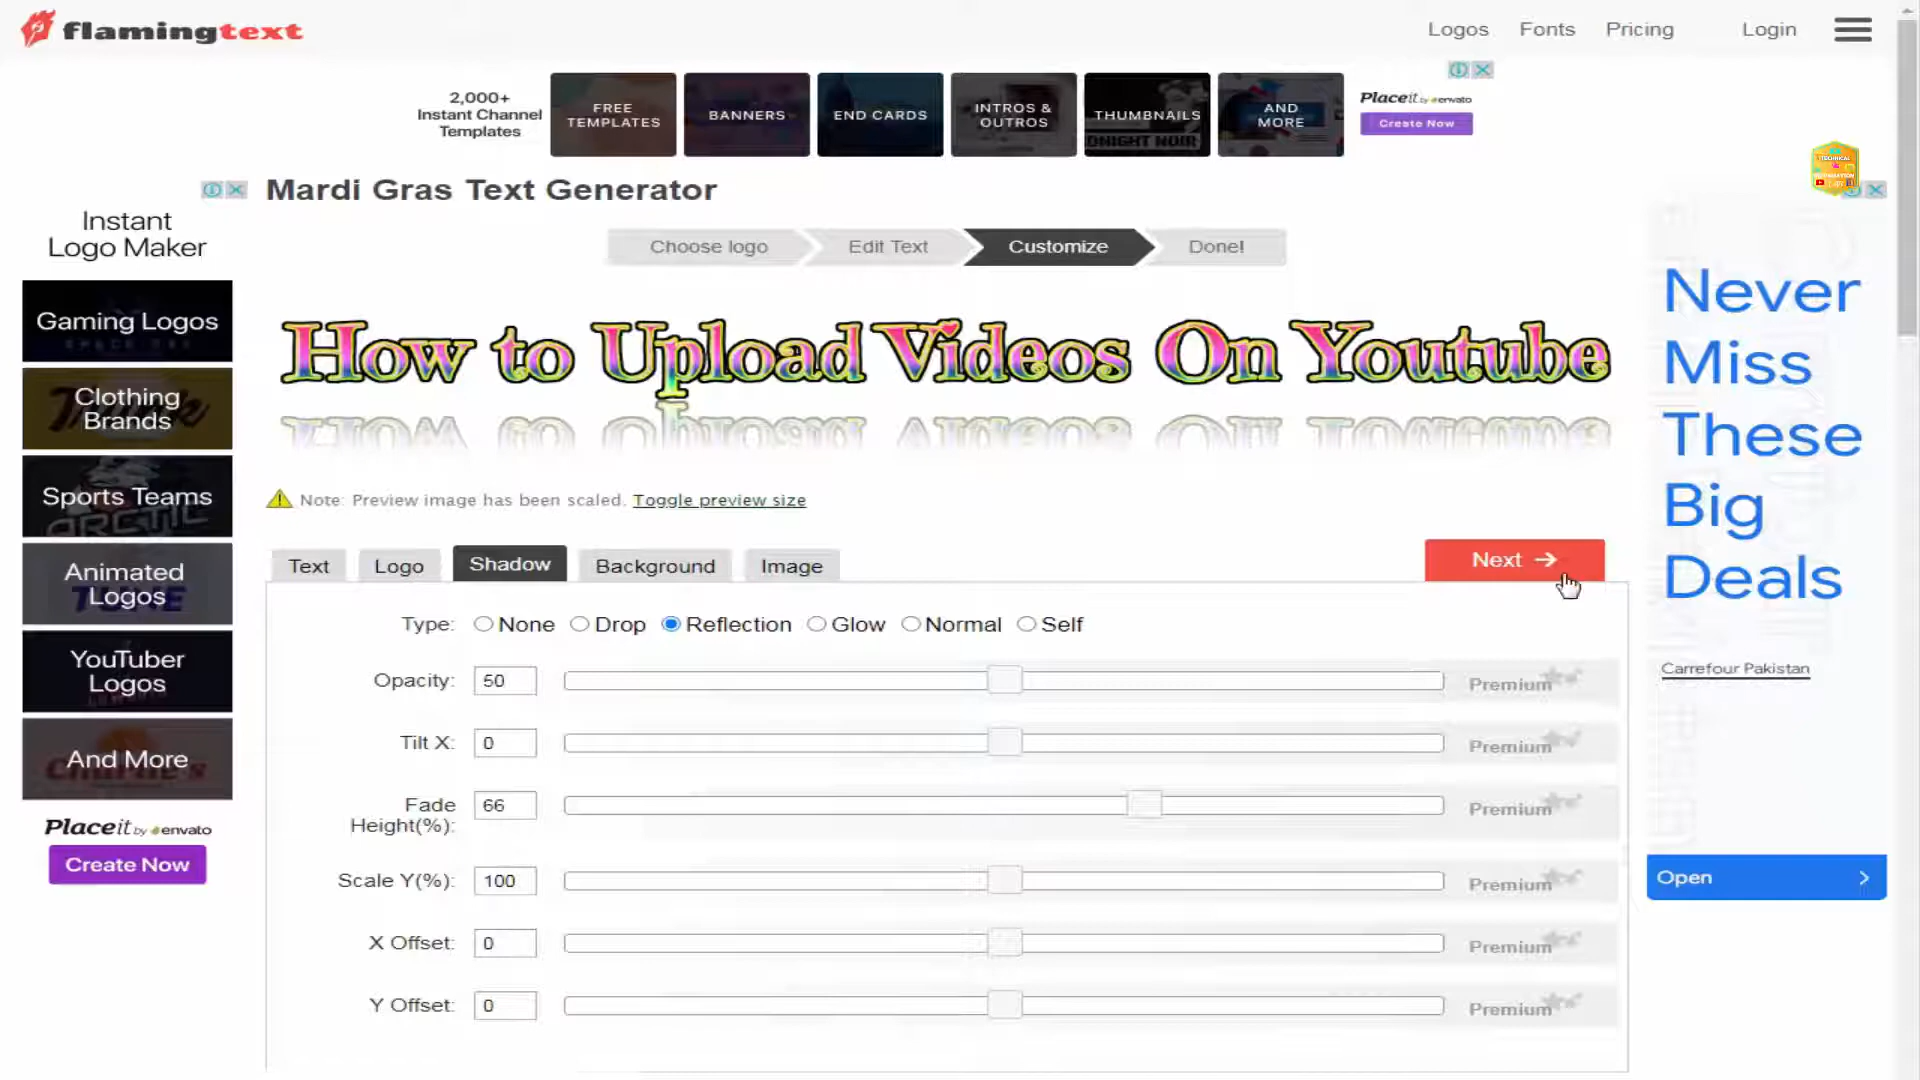 flamingtext
Logos Fonts Pricing Login
2,000+
Instant Channel
Templates
FREE
TEMPLATES
BANNERS
END CARDS
INTROS &
OUTROS
THUMBNAILS
AND
MORE
Placeit by envato
Create Now
Mardi Gras Text Generator
Choose logo Edit Text Customize Done!
Instant
Logo Maker
Gaming Logos
Clothing
Brands
Sports Teams
Animated
Logos
YouTuber
Logos
And More
Placeit by envato
Create Now
How to Upload Videos On Youtube
Note: Preview image has been scaled. Toggle preview size
Text Logo Shadow Background Image
Next →
Type: None Drop Reflection Glow Normal Self
Opacity: 50 Premium
Tilt X: 0 Premium
Fade
Height(%): 66 Premium
Scale Y(%): 100 Premium
X Offset: 0 Premium
Y Offset: 0 Premium
Never
Miss
These
Big
Deals
Carrefour Pakistan
Open >